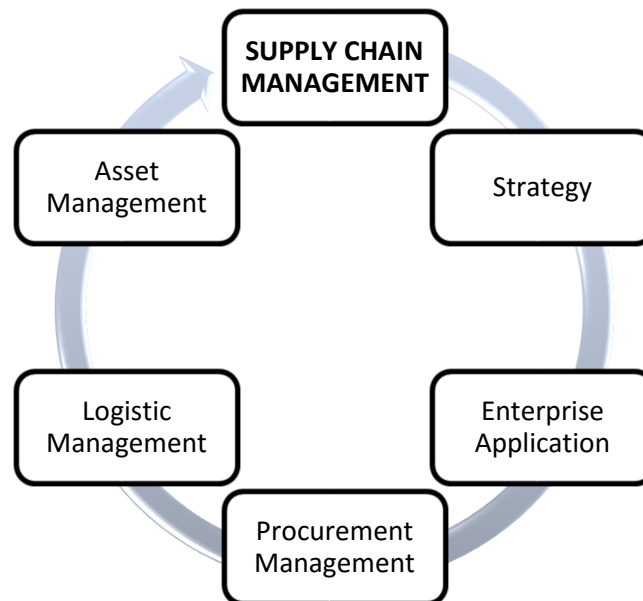 SUPPLY CHAIN
MANAGEMENT
Strategy
Enterprise
Application
Procurement
Management
Logistic
Management
Asset
Management